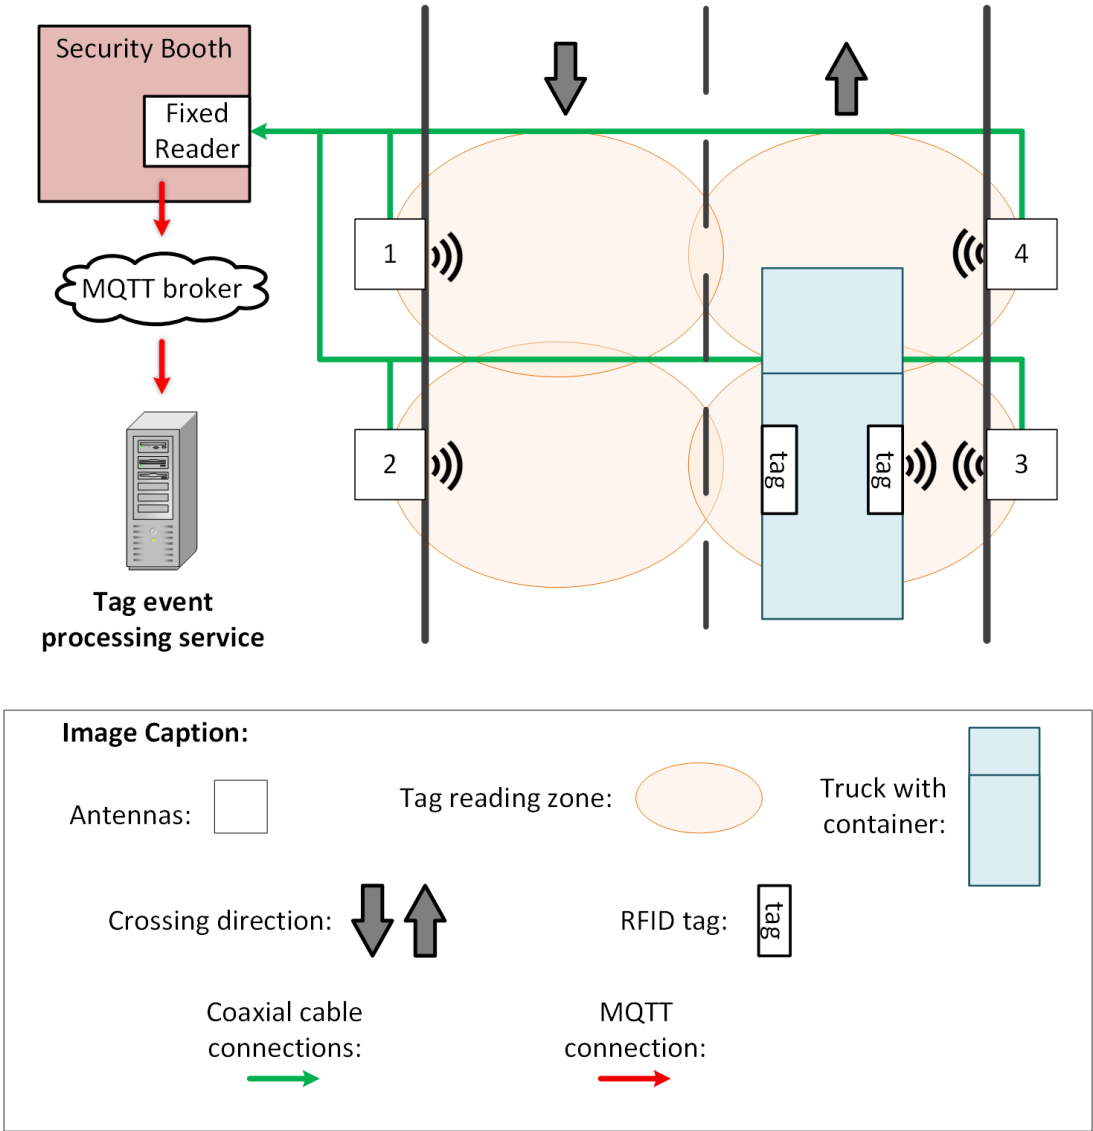 Security Booth
Fixed
Reader
MQTT broker
Tag event
processing service
1
4
2
3
tag
tag
Image Caption:
Antennas:
Tag reading zone:
Truck with
container:
Crossing direction:
RFID tag:
tag
Coaxial cable
connections:
MQTT
connection: